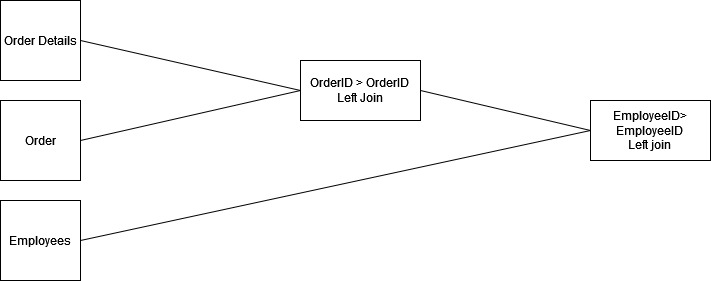 Order Details
OrderID > OrderID
Left Join
Order
EmployeeID>
EmployeeID
Left join
Employees